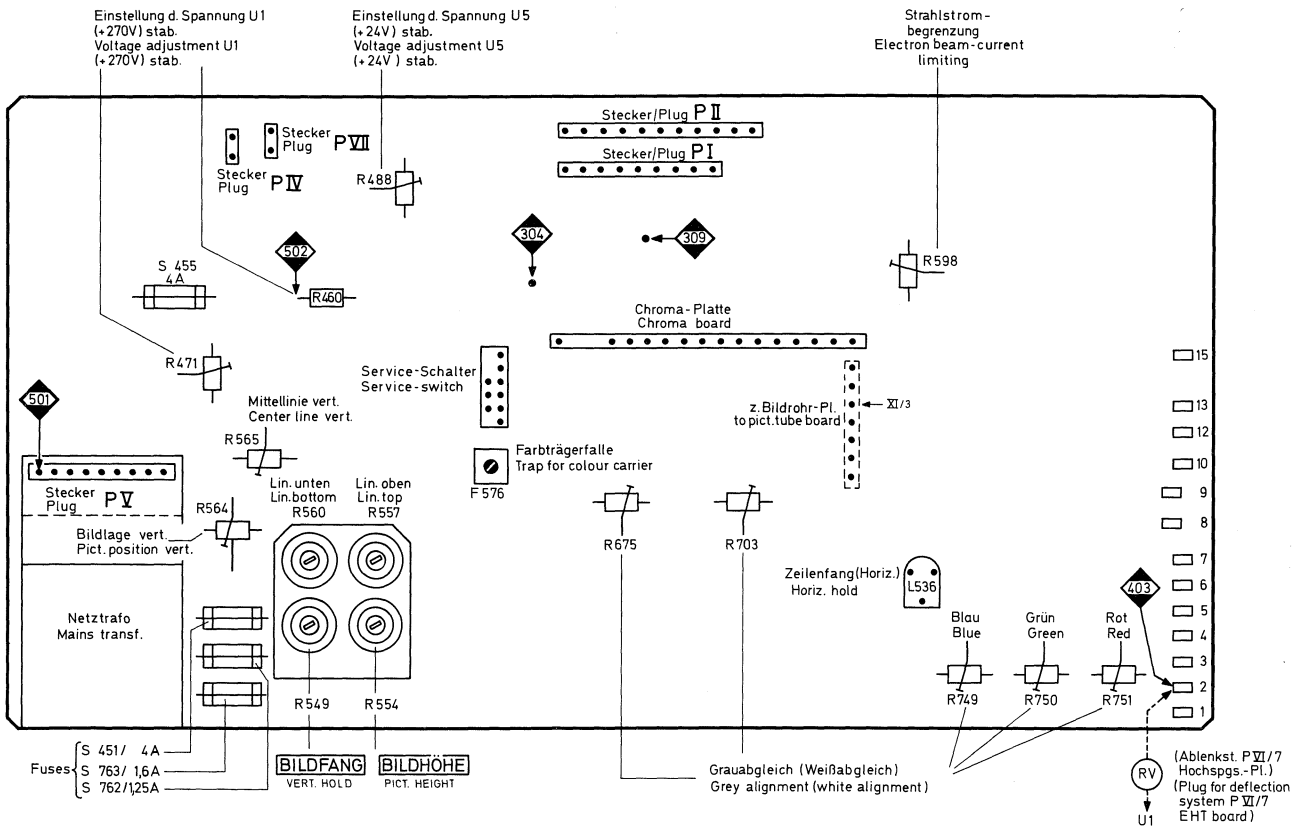 Einstellung d. Spannung U1
(+270V) stab.
Voltage adjustment U1
(+270V) stab.
Einstellung d. Spannung U5
(+24V) stab.
Voltage adjustment U5
(+24V) stab.
Strahlstrom-
begrenzung
Electron beam-current
limiting
Stecker
Plug P VII
Stecker
Plug P IV
R488
Stecker/Plug P II
Stecker/Plug P I
502
304
309
R598
S 455
4A
R460
Chroma-Platte
Chroma board
R471
Service-Schalter
Service-switch
501
Mittellinie vert.
Center line vert.
R565
z. Bildrohr-Pl.
to pict. tube board
XI/3
15
13
12
10
9
8
7
6
5
4
3
2
1
Farbträgerfalle
Trap for colour carrier
F 576
Stecker
Plug P V
R564
Bildlage vert.
Pict. position vert.
Lin. unten
Lin. bottom
R560
Lin. oben
Lin. top
R557
R675
R703
Zeilenfang (Horiz.)
Horiz. hold
L536
403
Netztrafo
Mains transf.
Blau
Blue
Grün
Green
Rot
Red
R549
R554
R749
R750
R751
Fuses
S 451/ 4A
S 763/ 1,6A
S 762/1,25A
BILDFANG
VERT. HOLD
BILDHÖHE
PICT. HEIGHT
Grauabgleich (Weißabgleich)
Grey alignment (white alignment)
RV
U1
(Ablenkst. P VI/7
Hochspgs.-Pl.)
(Plug for deflection
system P VI/7
EHT board)